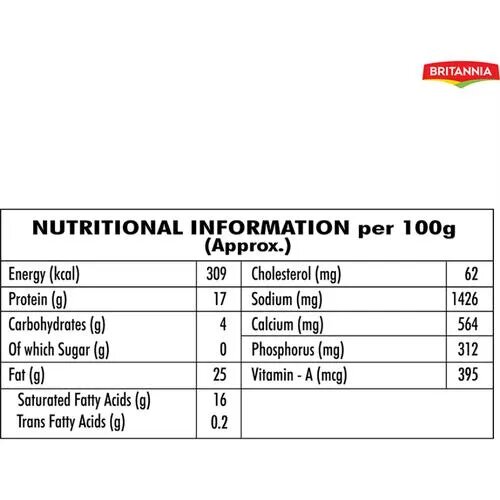 BRITANNIA
NUTRITIONAL INFORMATION per 100g
(Approx.)
Energy (kcal) 309
Protein (g) 17
Carbohydrates (g) 4
Of which Sugar (g) 0
Fat (g) 25
Saturated Fatty Acids (g) 16
Trans Fatty Acids (g) 0.2
Cholesterol (mg) 62
Sodium (mg) 1426
Calcium (mg) 564
Phosphorus (mg) 312
Vitamin - A (mcg) 395